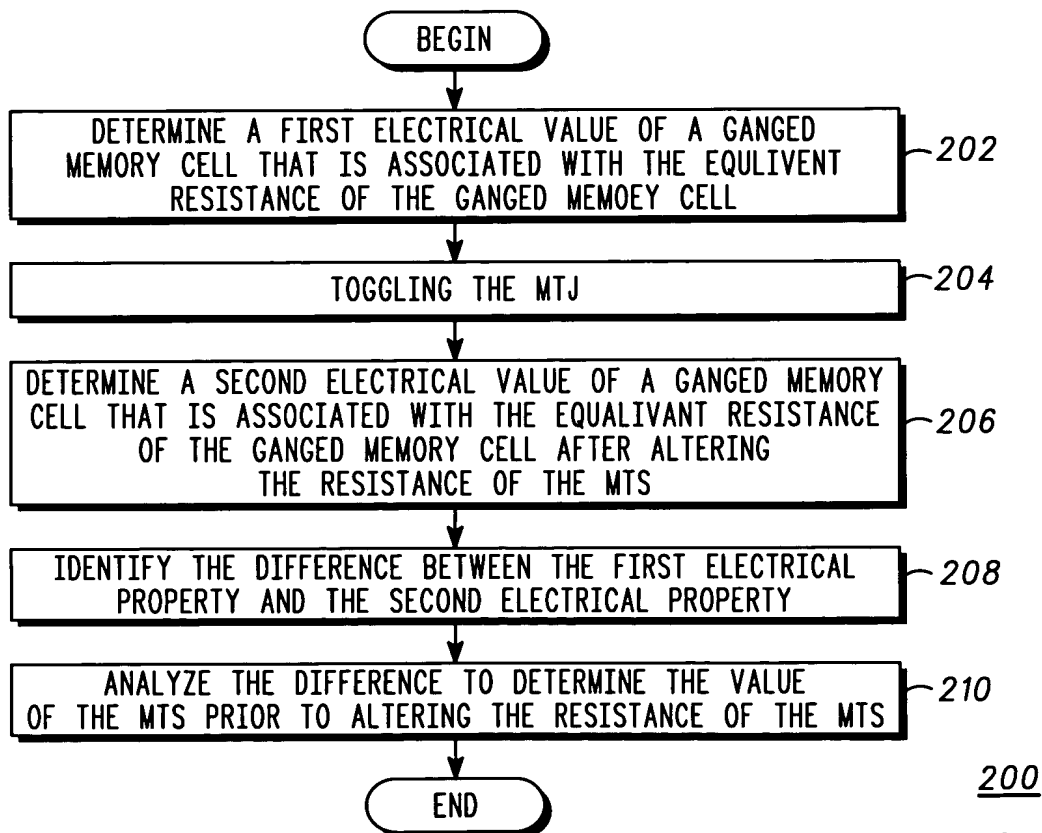 BEGIN
DETERMINE A FIRST ELECTRICAL VALUE OF A GANGED
MEMORY CELL THAT IS ASSOCIATED WITH THE EQULIVENT
RESISTANCE OF THE GANGED MEMOEY CELL
202
TOGGLING THE MTJ
204
DETERMINE A SECOND ELECTRICAL VALUE OF A GANGED MEMORY
CELL THAT IS ASSOCIATED WITH THE EQUALIVANT RESISTANCE
OF THE GANGED MEMORY CELL AFTER ALTERING
THE RESISTANCE OF THE MTS
206
IDENTIFY THE DIFFERENCE BETWEEN THE FIRST ELECTRICAL
PROPERTY AND THE SECOND ELECTRICAL PROPERTY
208
ANALYZE THE DIFFERENCE TO DETERMINE THE VALUE
OF THE MTS PRIOR TO ALTERING THE RESISTANCE OF THE MTS
210
END
200